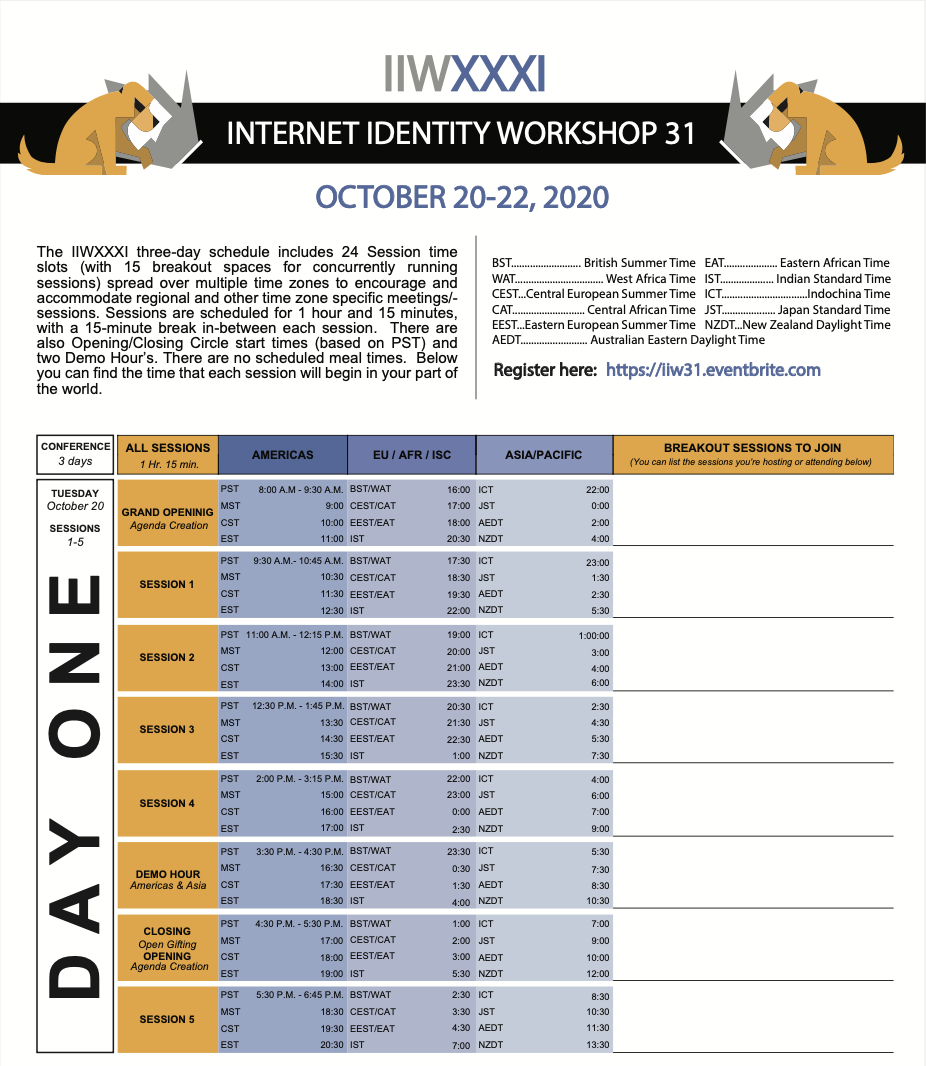 IIWXXXI
INTERNET IDENTITY WORKSHOP 31
OCTOBER 20-22, 2020
The IIWXXXI three-day schedule includes 24 Session time
slots (with 15 breakout spaces for concurrently running
sessions) spread over multiple time zones to encourage and
accommodate regional and other time zone specific meetings/-
sessions. Sessions are scheduled for 1 hour and 15 minutes,
with a 15-minute break in-between each session. There are
also Opening/Closing Circle start times (based on PST) and
two Demo Hour's. There are no scheduled meal times. Below
you can find the time that each session will begin in your part of
the world.
BST.......................... British Summer Time EAT.................... Eastern African Time
WAT................................. West Africa Time IST.................... Indian Standard Time
CEST...Central European Summer Time ICT................................Indochina Time
CAT........................... Central African Time JST..................... Japan Standard Time
EEST...Eastern European Summer Time NZDT...New Zealand Daylight Time
AEDT......................... Australian Eastern Daylight Time
Register here: https://iiw31.eventbrite.com
CONFERENCE
3 days
ALL SESSIONS
1 Hr. 15 min.
AMERICAS
EU / AFR / ISC
ASIA/PACIFIC
BREAKOUT SESSIONS TO JOIN
(You can list the sessions you're hosting or attending below)
TUESDAY
October 20
SESSIONS
1-5
DAY ONE
GRAND OPENINIG
Agenda Creation
PST 8:00 A.M - 9:30 A.M. BST/WAT 16:00 ICT 22:00
MST 9:00 CEST/CAT 17:00 JST 0:00
CST 10:00 EEST/EAT 18:00 AEDT 2:00
EST 11:00 IST 20:30 NZDT 4:00
SESSION 1
PST 9:30 A.M.- 10:45 A.M. BST/WAT 17:30 ICT 23:00
MST 10:30 CEST/CAT 18:30 JST 1:30
CST 11:30 EEST/EAT 19:30 AEDT 2:30
EST 12:30 IST 22:00 NZDT 5:30
SESSION 2
PST 11:00 A.M. - 12:15 P.M. BST/WAT 19:00 ICT 1:00:00
MST 12:00 CEST/CAT 20:00 JST 3:00
CST 13:00 EEST/EAT 21:00 AEDT 4:00
EST 14:00 IST 23:30 NZDT 6:00
SESSION 3
PST 12:30 P.M. - 1:45 P.M. BST/WAT 20:30 ICT 2:30
MST 13:30 CEST/CAT 21:30 JST 4:30
CST 14:30 EEST/EAT 22:30 AEDT 5:30
EST 15:30 IST 1:00 NZDT 7:30
SESSION 4
PST 2:00 P.M. - 3:15 P.M. BST/WAT 22:00 ICT 4:00
MST 15:00 CEST/CAT 23:00 JST 6:00
CST 16:00 EEST/EAT 0:00 AEDT 7:00
EST 17:00 IST 2:30 NZDT 9:00
DEMO HOUR
Americas & Asia
PST 3:30 P.M. - 4:30 P.M. BST/WAT 23:30 ICT 5:30
MST 16:30 CEST/CAT 0:30 JST 7:30
CST 17:30 EEST/EAT 1:30 AEDT 8:30
EST 18:30 IST 4:00 NZDT 10:30
CLOSING
Open Gifting
OPENING
Agenda Creation
PST 4:30 P.M. - 5:30 P.M. BST/WAT 1:00 ICT 7:00
MST 17:00 CEST/CAT 2:00 JST 9:00
CST 18:00 EEST/EAT 3:00 AEDT 10:00
EST 19:00 IST 5:30 NZDT 12:00
SESSION 5
PST 5:30 P.M. - 6:45 P.M. BST/WAT 2:30 ICT 8:30
MST 18:30 CEST/CAT 3:30 JST 10:30
CST 19:30 EEST/EAT 4:30 AEDT 11:30
EST 20:30 IST 7:00 NZDT 13:30